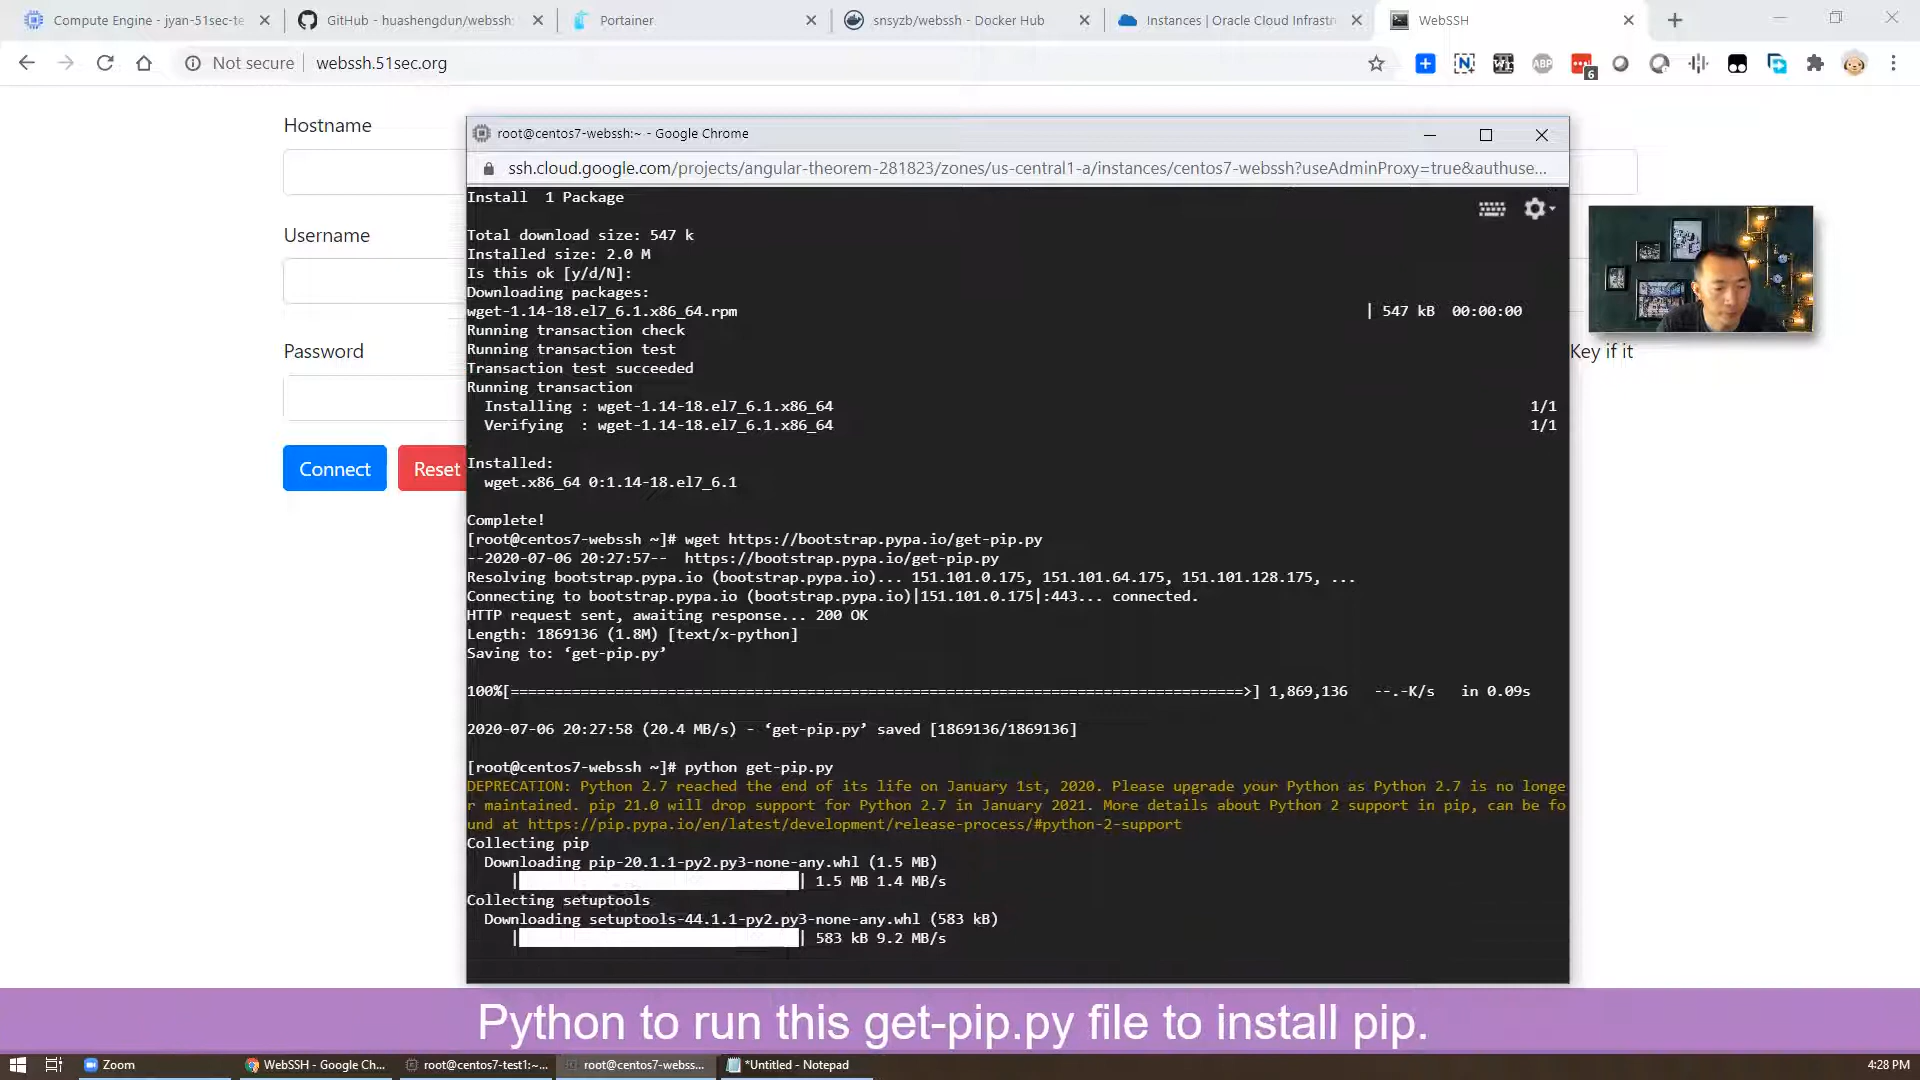 Compute Engine - jyan-51sec-te
GitHub - huashengdun/webssh:
Portainer
snsyzb/webssh - Docker Hub
Instances | Oracle Cloud Infrastr
WebSSH
Not secure
webssh.51sec.org
ABP
6
Hostname
Username
Password
Key if it
Connect
Reset
root@centos7-webssh:~ - Google Chrome
ssh.cloud.google.com/projects/angular-theorem-281823/zones/us-central1-a/instances/centos7-webssh?useAdminProxy=true&authuse...
Install  1 Package
Total download size: 547 k
Installed size: 2.0 M
Is this ok [y/d/N]:
Downloading packages:
wget-1.14-18.el7_6.1.x86_64.rpm | 547 kB  00:00:00
Running transaction check
Running transaction test
Transaction test succeeded
Running transaction
Installing : wget-1.14-18.el7_6.1.x86_64 1/1
Verifying  : wget-1.14-18.el7_6.1.x86_64 1/1
Installed:
wget.x86_64 0:1.14-18.el7_6.1
Complete!
[root@centos7-webssh ~]# wget https://bootstrap.pypa.io/get-pip.py
--2020-07-06 20:27:57--  https://bootstrap.pypa.io/get-pip.py
Resolving bootstrap.pypa.io (bootstrap.pypa.io)... 151.101.0.175, 151.101.64.175, 151.101.128.175, ...
Connecting to bootstrap.pypa.io (bootstrap.pypa.io)|151.101.0.175|:443... connected.
HTTP request sent, awaiting response... 200 OK
Length: 1869136 (1.8M) [text/x-python]
Saving to: ‘get-pip.py’
100%[====================================================================================>] 1,869,136   --.-K/s   in 0.09s
2020-07-06 20:27:58 (20.4 MB/s) - ‘get-pip.py’ saved [1869136/1869136]
[root@centos7-webssh ~]# python get-pip.py
DEPRECATION: Python 2.7 reached the end of its life on January 1st, 2020. Please upgrade your Python as Python 2.7 is no longe
r maintained. pip 21.0 will drop support for Python 2.7 in January 2021. More details about Python 2 support in pip, can be fo
und at https://pip.pypa.io/en/latest/development/release-process/#python-2-support
Collecting pip
Downloading pip-20.1.1-py2.py3-none-any.whl (1.5 MB)
| | 1.5 MB 1.4 MB/s
Collecting setuptools
Downloading setuptools-44.1.1-py2.py3-none-any.whl (583 kB)
| | 583 kB 9.2 MB/s
Python to run this get-pip.py file to install pip.
Zoom
WebSSH - Google Ch...
root@centos7-test1:~...
root@centos7-webss...
*Untitled - Notepad
4:28 PM